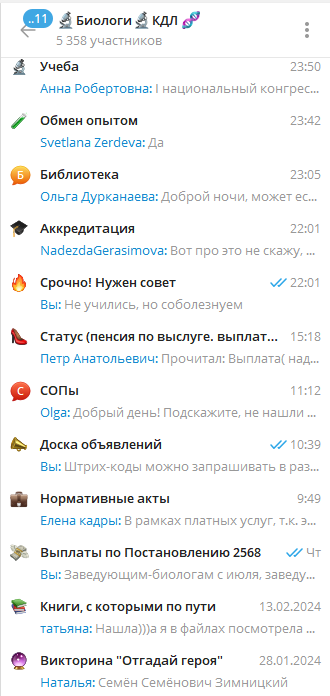 ..11
Биологи КДЛ
5 358 участников
Учеба 23:50
Анна Робертовна: I национальный конгрес...
Обмен опытом 23:42
Svetlana Zerdeva: Да
Б Библиотека 23:05
Ольга Дурканаева: Доброй ночи, может ес...
Аккредитация 22:01
NadezdaGerasimova: Вот про это не скажу, ...
Срочно! Нужен совет 22:01
Вы: Не учились, но соболезнуем
Статус (пенсия по выслуге. выплат... 15:18
Петр Анатольевич: Прочитал: Выплата( над...
С СОПы 11:12
Olga: Добрый день! Подскажите, не нашли ...
Доска объявлений 10:39
Вы: Штрих-коды можно запрашивать в раз...
Нормативные акты 9:49
Елена кадры: В рамках платных услуг, т.к. э...
Выплаты по Постановлению 2568 Чт
Вы: Заведующим-биологам с июля, заведу...
Книги, с которыми по пути 13.02.2024
татьяна: Нашла)))а я в файлах посмотрела ...
Викторина "Отгадай героя" 28.01.2024
Наталья: Семён Семёнович Зимницкий